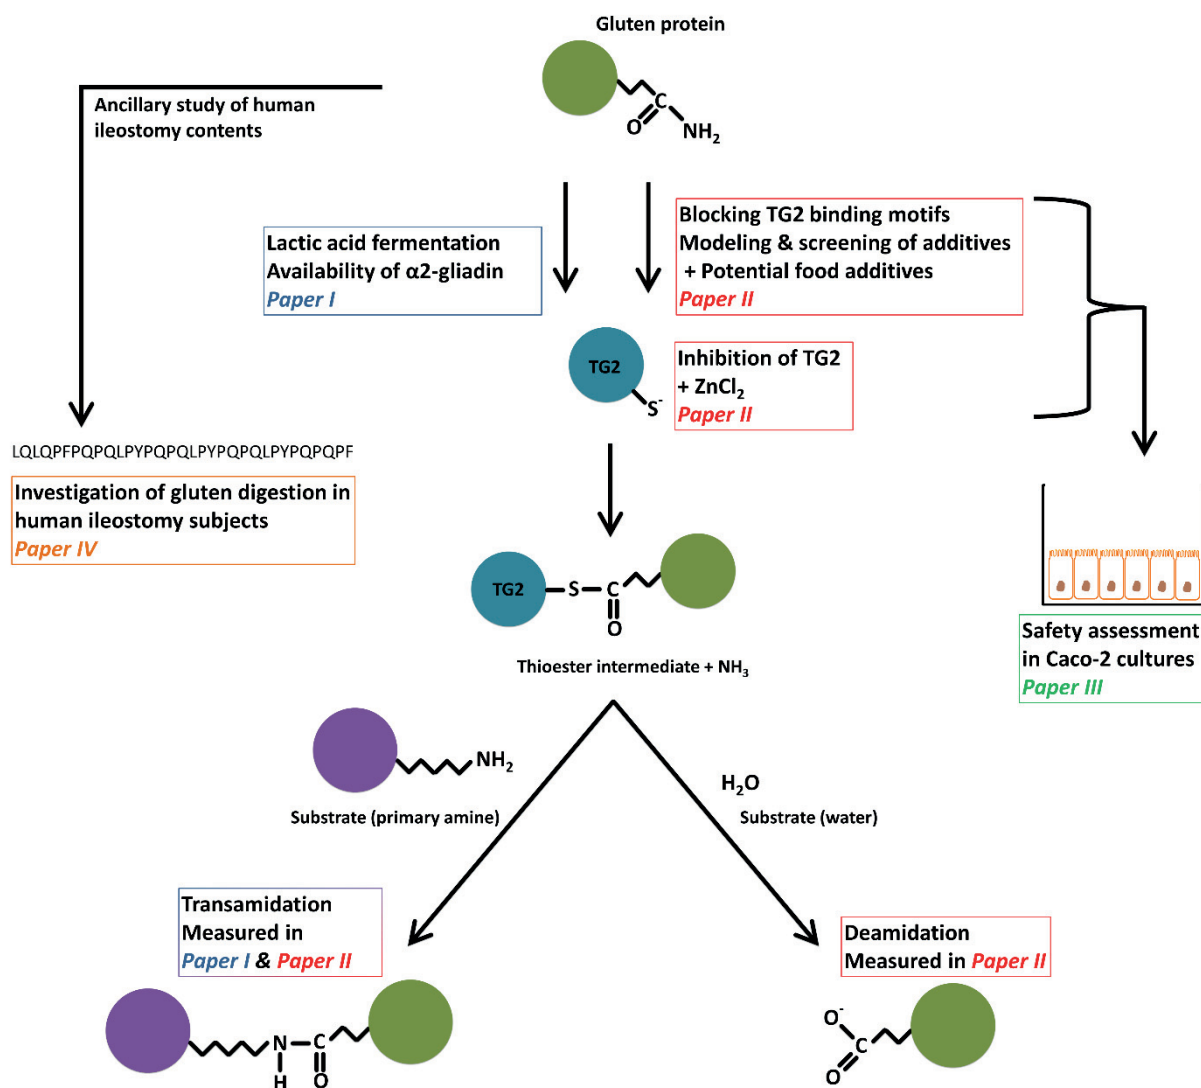 Gluten protein
C
O
NH2
Ancillary study of human
ileostomy contents
Lactic acid fermentation
Availability of α2-gliadin
Paper I
Blocking TG2 binding motifs
Modeling & screening of additives
+ Potential food additives
Paper II
TG2
S-
Inhibition of TG2
+ ZnCl2
Paper II
LQLQPFPQPQLPYPQPQLPYPQPQLPYPQPQPF
Investigation of gluten digestion in
human ileostomy subjects
Paper IV
TG2
S
C
O
Thioester intermediate + NH3
Safety assessment
in Caco-2 cultures
Paper III
NH2
Substrate (primary amine)
H2O
Substrate (water)
Transamidation
Measured in
Paper I & Paper II
Deamidation
Measured in Paper II
N
C
H
O
O-
C
O